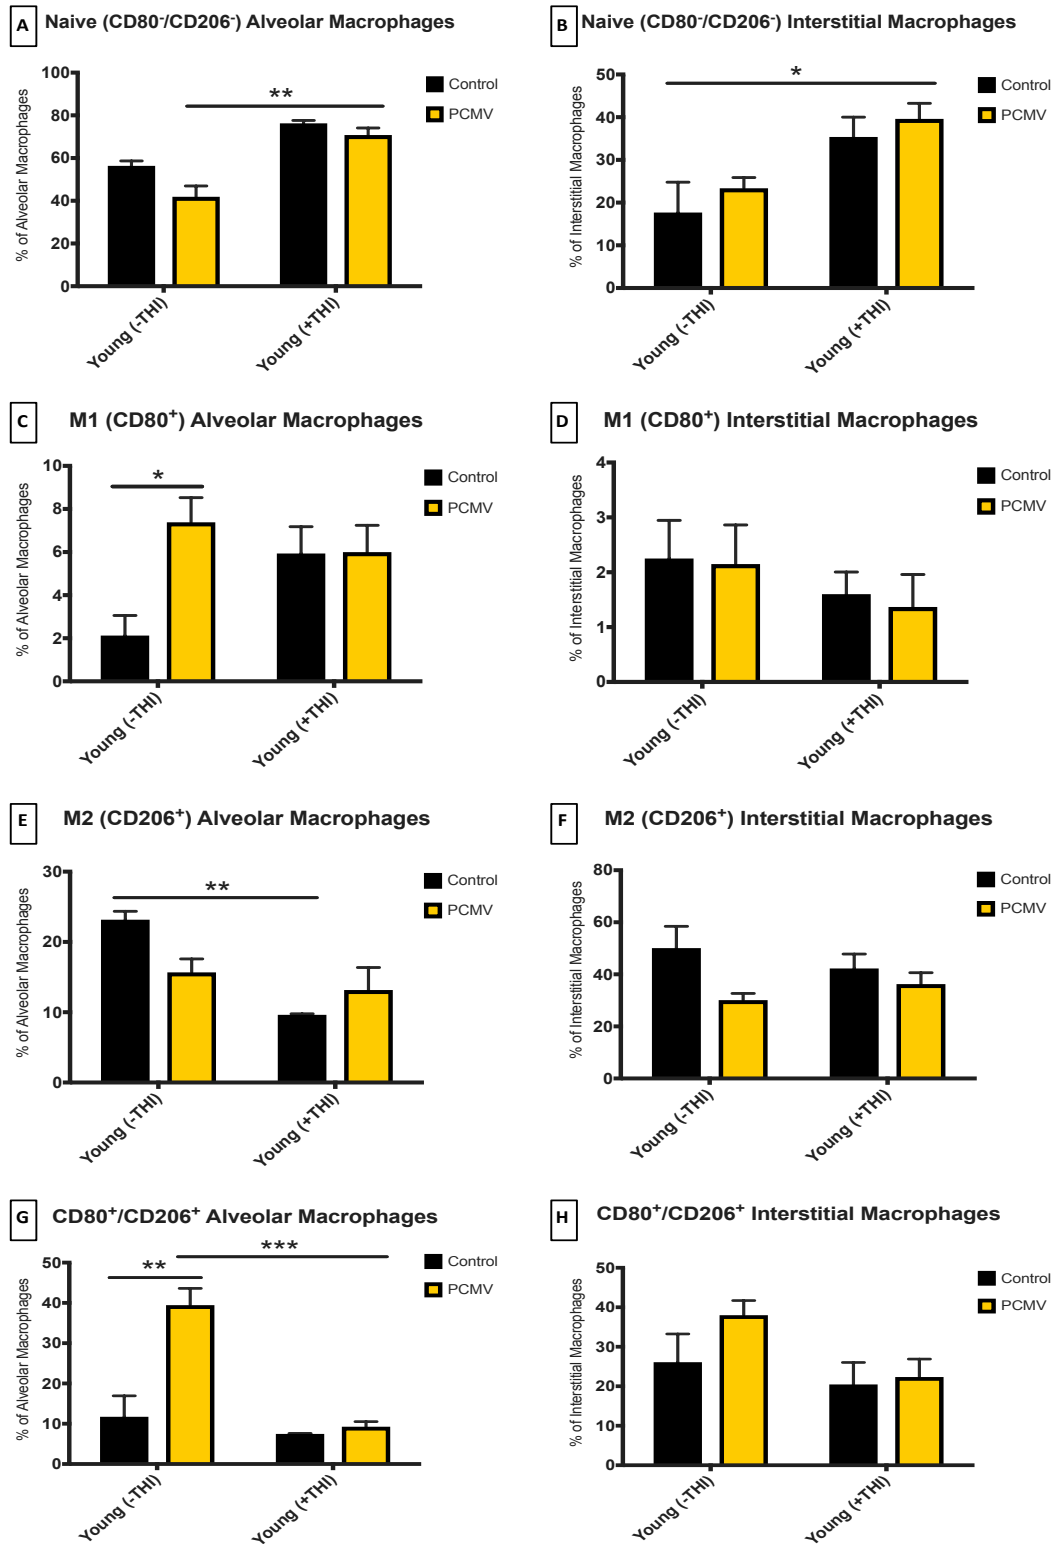 A Naive (CD80⁻/CD206⁻) Alveolar Macrophages
% of Alveolar Macrophages
100
80
60
40
20
0
**
Control
PCMV
Young (-THI)
Young (+THI)
B Naive (CD80⁻/CD206⁻) Interstitial Macrophages
% of Interstitial Macrophages
50
40
30
20
10
0
*
Control
PCMV
Young (-THI)
Young (+THI)
C M1 (CD80⁺) Alveolar Macrophages
% of Alveolar Macrophages
10
8
6
4
2
0
*
Control
PCMV
Young (-THI)
Young (+THI)
D M1 (CD80⁺) Interstitial Macrophages
% of Interstitial Macrophages
4
3
2
1
0
Control
PCMV
Young (-THI)
Young (+THI)
E M2 (CD206⁺) Alveolar Macrophages
% of Alveolar Macrophages
30
20
10
0
**
Control
PCMV
Young (-THI)
Young (+THI)
F M2 (CD206⁺) Interstitial Macrophages
% of Interstitial Macrophages
80
60
40
20
0
Control
PCMV
Young (-THI)
Young (+THI)
G CD80⁺/CD206⁺ Alveolar Macrophages
% of Alveolar Macrophages
50
40
30
20
10
0
**
***
Control
PCMV
Young (-THI)
Young (+THI)
H CD80⁺/CD206⁺ Interstitial Macrophages
% of Interstitial Macrophages
50
40
30
20
10
0
Control
PCMV
Young (-THI)
Young (+THI)